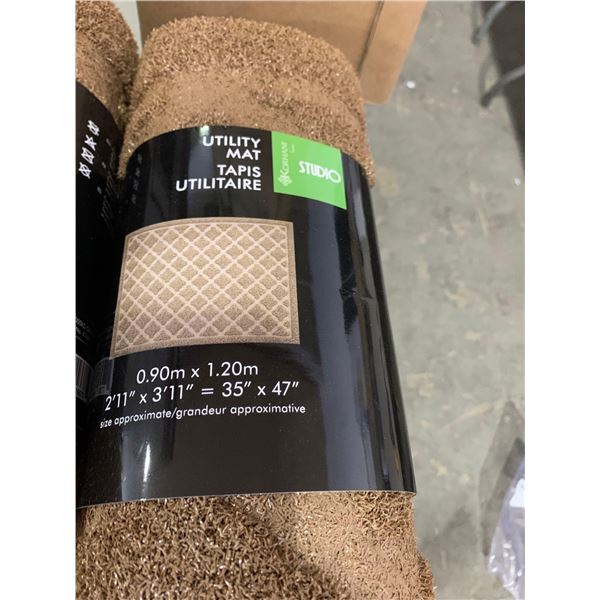 UTILITY
MAT
TAPIS
UTILITAIRE
KORHANI
STUDIO
0.90m x 1.20m
2'11" x 3'11" = 35" x 47"
size approximate/grandeur approximative